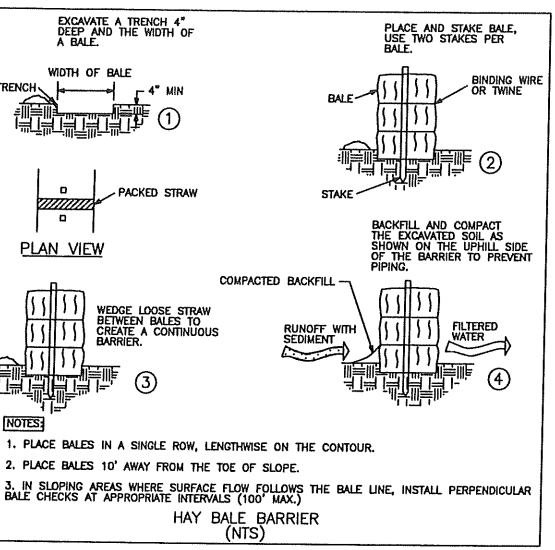 EXCAVATE A TRENCH 4"
DEEP AND THE WIDTH OF
A BALE.
WIDTH OF BALE
4" MIN
1
PLACE AND STAKE BALE,
USE TWO STAKES PER
BALE.
BALE
BINDING WIRE
OR TWINE
2
STAKE
PACKED STRAW
PLAN VIEW
WEDGE LOOSE STRAW
BETWEEN BALES TO
CREATE A CONTINUOUS
BARRIER.
3
BACKFILL AND COMPACT
THE EXCAVATED SOIL AS
SHOWN ON THE UPHILL SIDE
OF THE BARRIER TO PREVENT
PIPING.
COMPACTED BACKFILL
RUNOFF WITH
SEDIMENT
FILTERED
WATER
4
NOTES:
1. PLACE BALES IN A SINGLE ROW, LENGTHWISE ON THE CONTOUR.
2. PLACE BALES 10' AWAY FROM THE TOE OF SLOPE.
3. IN SLOPING AREAS WHERE SURFACE FLOW FOLLOWS THE BALE LINE, INSTALL PERPENDICULAR
BALE CHECKS AT APPROPRIATE INTERVALS (100' MAX.)
HAY BALE BARRIER
(NTS)